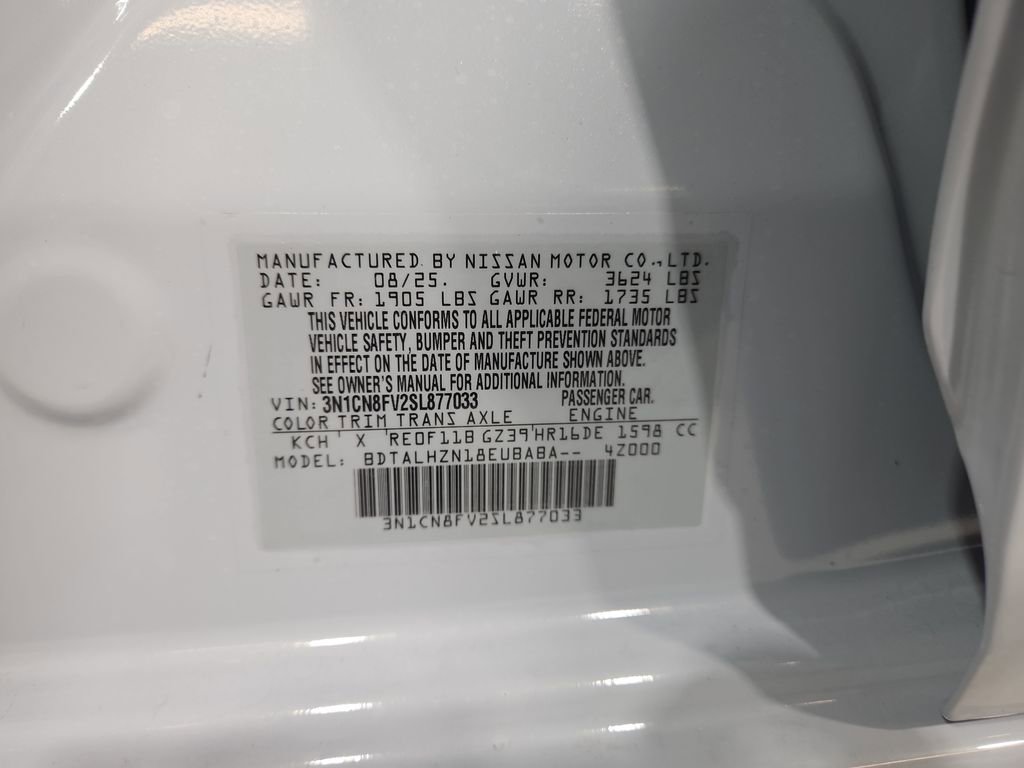 MANUFACTURED BY NISSAN MOTOR CO., LTD.
DATE: 08/25. GVWR: 3624 LBS
GAWR FR: 1905 LBS GAWR RR: 1735 LBS
THIS VEHICLE CONFORMS TO ALL APPLICABLE FEDERAL MOTOR
VEHICLE SAFETY, BUMPER AND THEFT PREVENTION STANDARDS
IN EFFECT ON THE DATE OF MANUFACTURE SHOWN ABOVE.
SEE OWNER'S MANUAL FOR ADDITIONAL INFORMATION.
VIN: 3N1CN8FV2SL877033 PASSENGER CAR.
COLOR TRIM TRANS AXLE ENGINE
KCH' X 'RE0F11B GZ39'HR16DE 1598 CC
MODEL: BDTALHZN18EUBABA-- 4Z000
3N1CN8FV2SL877033